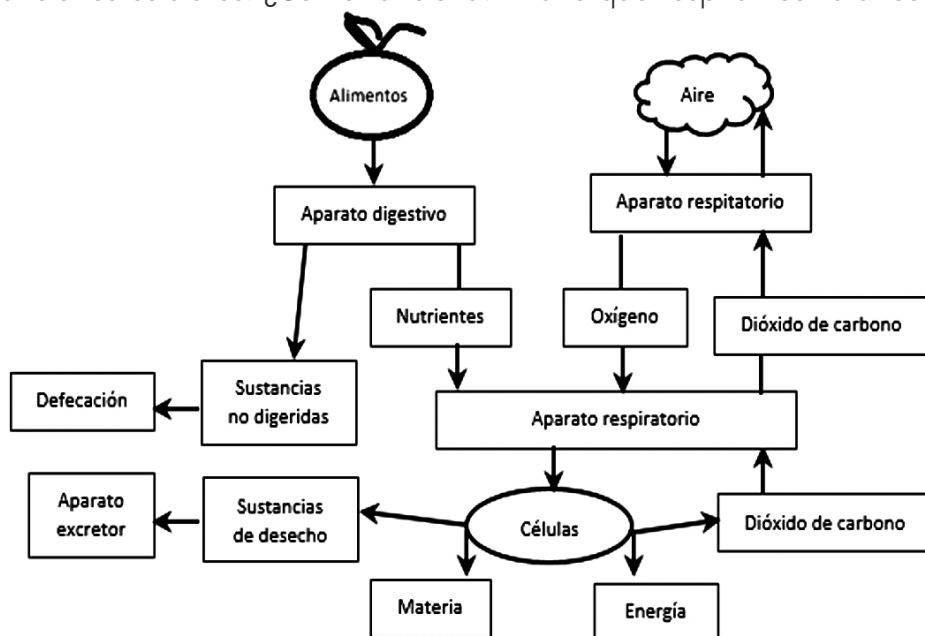 Alimentos
Aire
Aparato digestivo
Aparato respitatorio
Nutrientes
Oxígeno
Dióxido de carbono
Defecación
Sustancias
no digeridas
Aparato respiratorio
Aparato
excretor
Sustancias
de desecho
Células
Dióxido de carbono
Materia
Energía